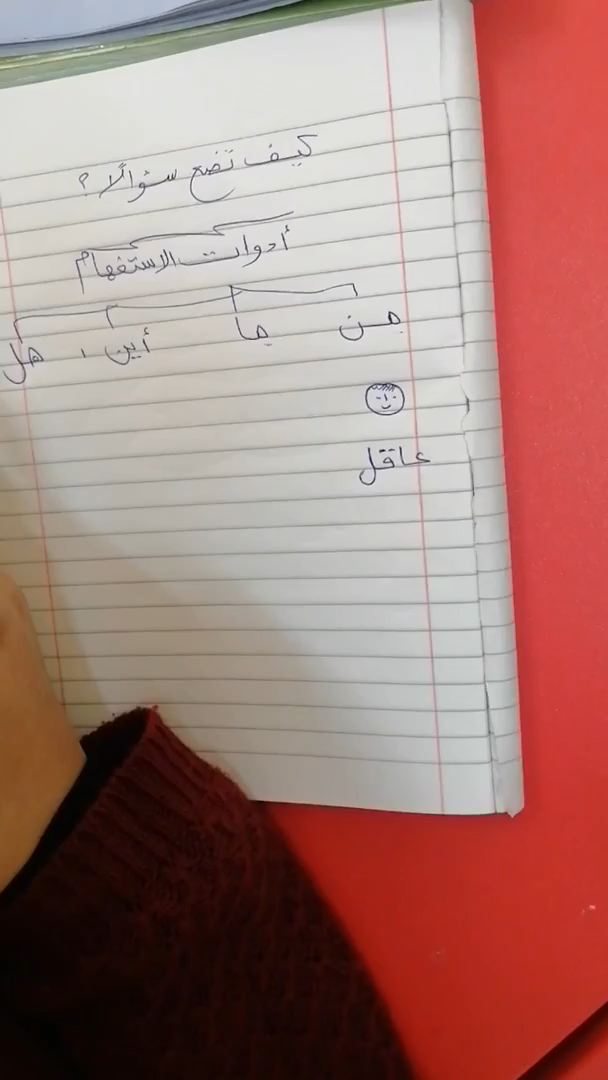 كيف تضع سؤالًا ؟
أدوات الاستفهام
من ما أين ، هل
عاقل